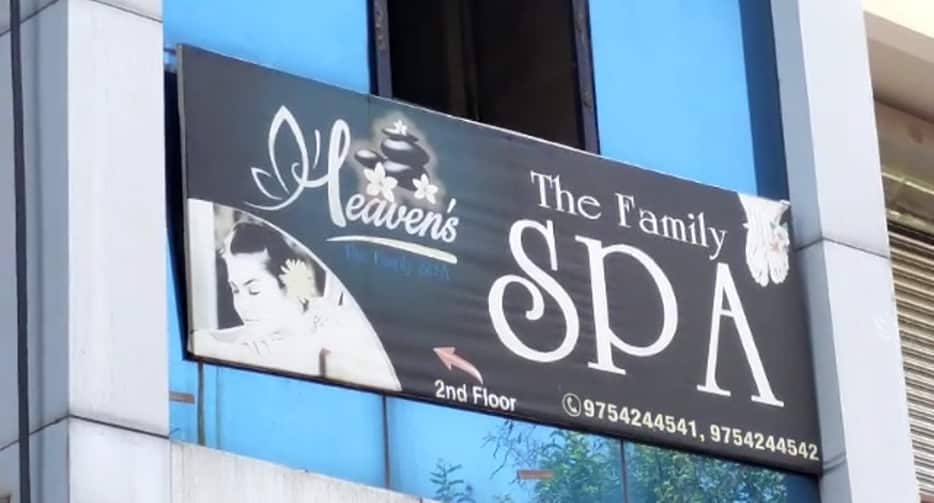 Heaven's
The Family SPA
The Family
SPA
2nd Floor
9754244541, 9754244542